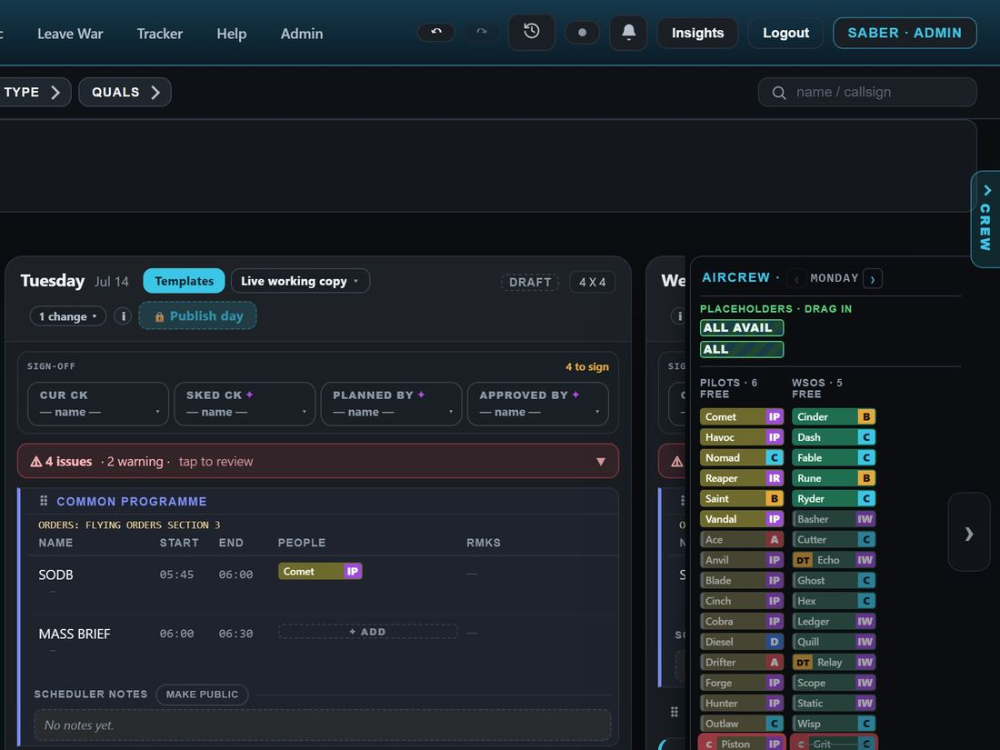 Leave War Tracker Help Admin Insights Logout SABER · ADMIN
TYPE QUALS name / callsign
CREW
Tuesday Jul 14 Templates Live working copy DRAFT 4 X 4
1 change i Publish day
SIGN-OFF 4 to sign
CUR CK SKED CK PLANNED BY APPROVED BY
— name — — name — — name — — name —
4 issues · 2 warning · tap to review
COMMON PROGRAMME
ORDERS: FLYING ORDERS SECTION 3
NAME START END PEOPLE RMKS
SODB 05:45 06:00 Comet IP —
—
MASS BRIEF 06:00 06:30 + ADD —
—
SCHEDULER NOTES MAKE PUBLIC
No notes yet.
We
i
SIG
AIRCREW · MONDAY
PLACEHOLDERS · DRAG IN
ALL AVAIL
ALL
PILOTS · 6 FREE WSOS · 5 FREE
Comet IP Cinder B
Havoc IP Dash C
Nomad C Fable C
Reaper IR Rune B
Saint B Ryder C
Vandal IP Basher IW
Ace A Cutter C
Anvil IP DT Echo IW
Blade IP Ghost C
Cinch IP Hex C
Cobra IP Ledger IW
Diesel D Quill IW
Drifter A DT Relay IW
Forge IP Scope IW
Hunter IP Static IW
Outlaw C Wisp C
C Piston IP C Grit C